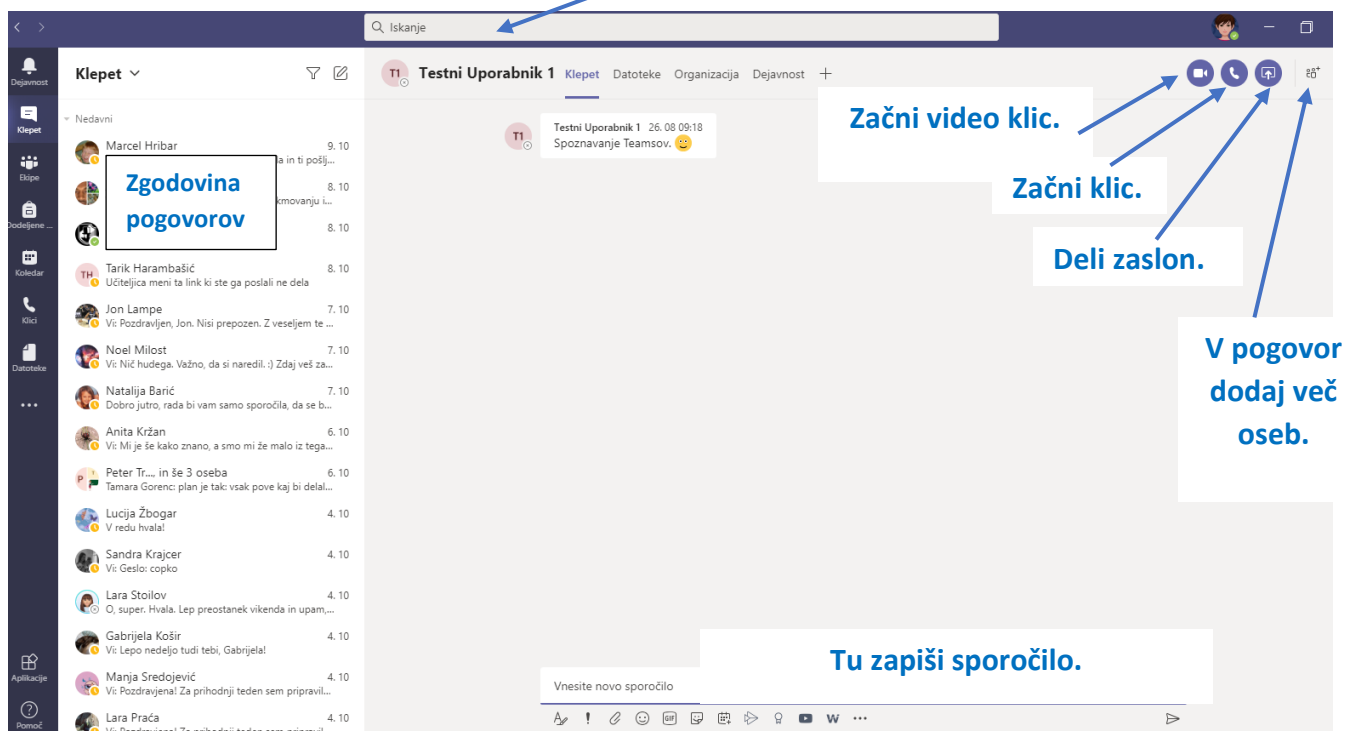 Iskanje
Dejavnost
Klepet
Ekipe
Dodeljene ...
Koledar
Klici
Datoteke
Aplikacije
Pomoč
Klepet
Nedavni
Marcel Hribar 9. 10
la in ti pošlj...
8. 10
kmovanju i...
8. 10
Zgodovina
pogovorov
Tarik Harambašić 8. 10
TH
Učiteljica meni ta link ki ste ga poslali ne dela
Jon Lampe 7. 10
Vi: Pozdravljen, Jon. Nisi prepozen. Z veseljem te ...
Noel Milost 7. 10
Vi: Nič hudega. Važno, da si naredil. :) Zdaj veš za...
Natalija Barić 7. 10
Dobro jutro, rada bi vam samo sporočila, da se b...
Anita Kržan 6. 10
Vi: Mi je še kako znano, a smo mi že malo iz tega...
Peter Tr..., in še 3 oseba 6. 10
P T
Tamara Gorenc: plan je tak: vsak pove kaj bi delal...
Lucija Žbogar 4. 10
V redu hvala!
Sandra Krajcer 4. 10
Vi: Geslo: copko
Lara Stoilov 4. 10
O, super. Hvala. Lep preostanek vikenda in upam,...
Gabrijela Košir 4. 10
Vi: Lepo nedeljo tudi tebi, Gabrijela!
Manja Sredojević 4. 10
Vi: Pozdravjena! Za prihodnji teden sem pripravil...
Lara Praća 4. 10
Vi: Pozdravjena! Za prihodnji teden sem pripravil...
T1 Testni Uporabnik 1 Klepet Datoteke Organizacija Dejavnost
T1
Testni Uporabnik 1 26. 08 09:18
Spoznavanje Teamsov.
Začni video klic.
Začni klic.
Deli zaslon.
V pogovor
dodaj več
oseb.
Tu zapiši sporočilo.
Vnesite novo sporočilo
GIF
W